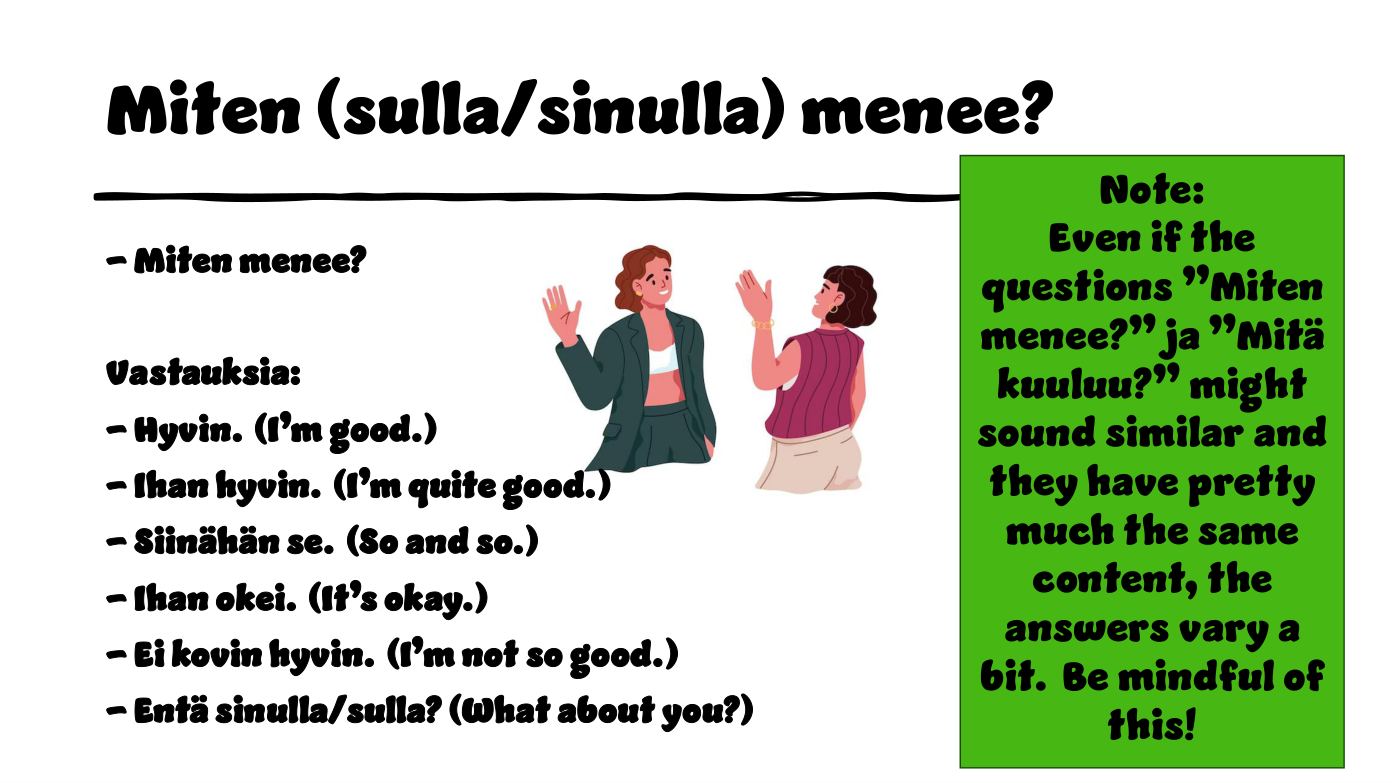 Miten (sulla/sinulla) menee?
– Miten menee?
Vastauksia:
– Hyvin. (I’m good.)
– Ihan hyvin. (I’m quite good.)
– Siinähän se. (So and so.)
– Ihan okei. (It’s okay.)
– Ei kovin hyvin. (I’m not so good.)
– Entä sinulla/sulla? (What about you?)
Note:
Even if the
questions ”Miten
menee?” ja ”Mitä
kuuluu?” might
sound similar and
they have pretty
much the same
content, the
answers vary a
bit. Be mindful of
this!